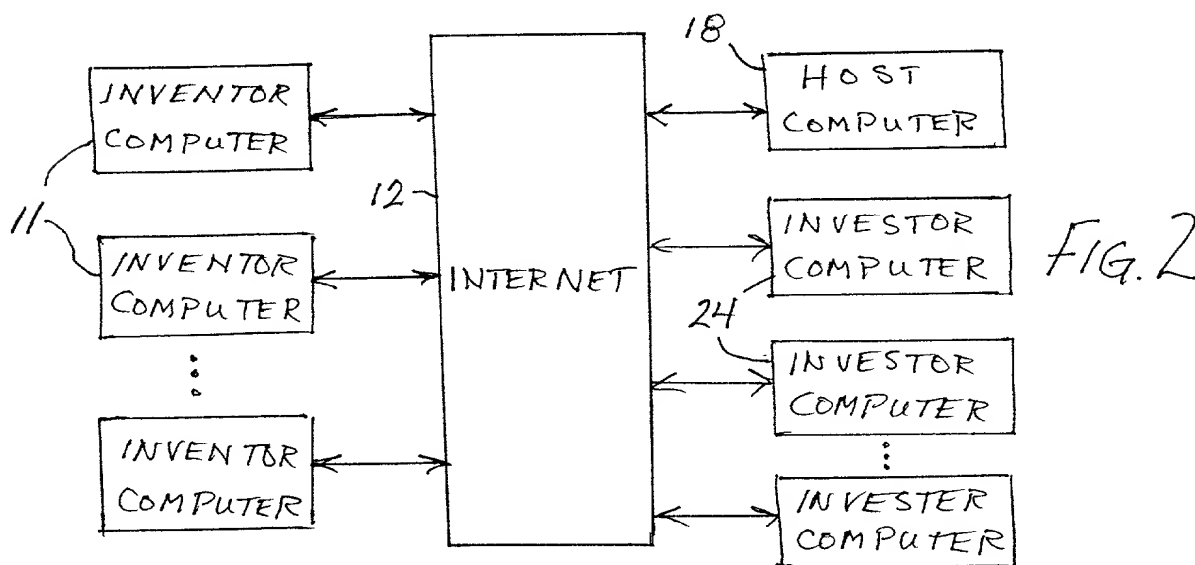 INVENTOR
COMPUTER
11
INVENTOR
COMPUTER
INVENTOR
COMPUTER
12
INTERNET
18
HOST
COMPUTER
INVESTOR
COMPUTER
24
INVESTOR
COMPUTER
INVESTER
COMPUTER
FIG. 2